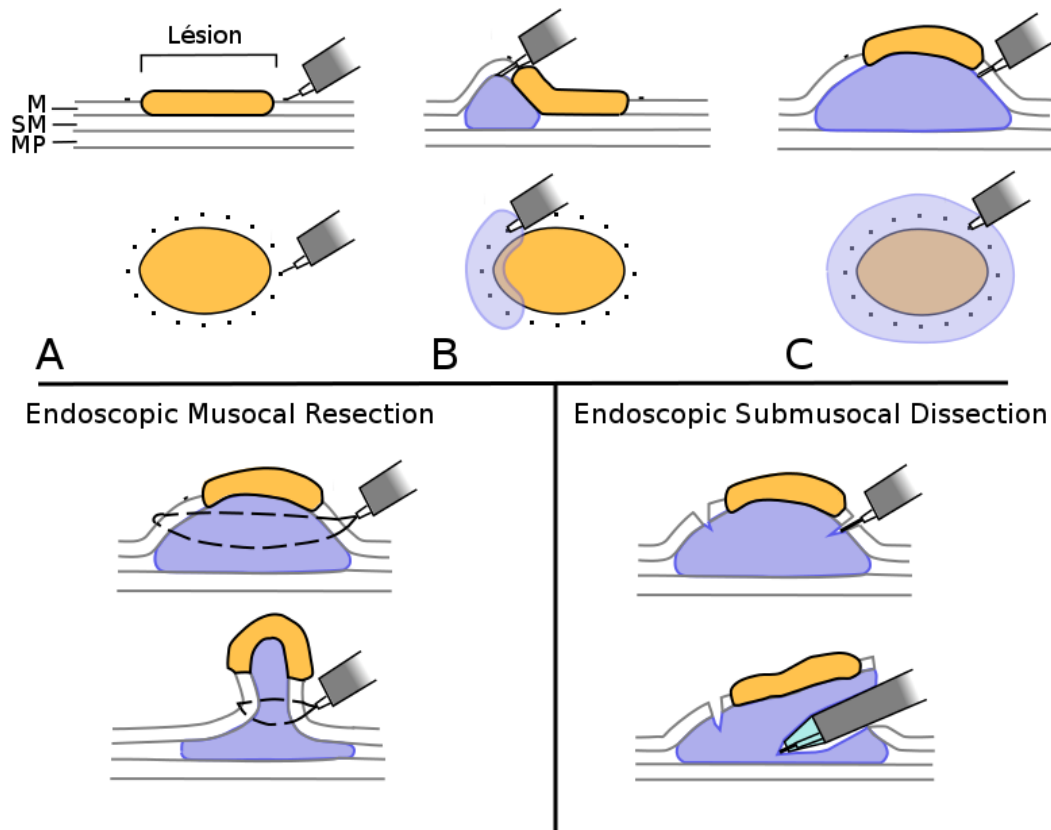 Lésion
M
SM
MP
A
B
C
Endoscopic Musocal Resection
Endoscopic Submusocal Dissection